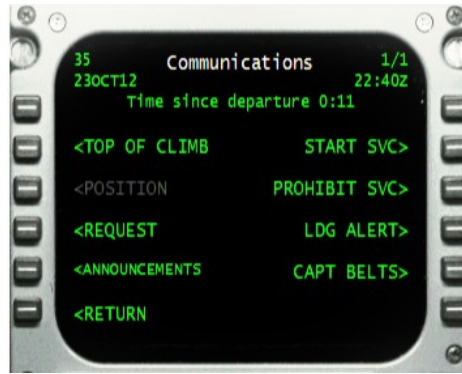 35 Communications 1/1
23OCT12 22:40Z
Time since departure 0:11
<TOP OF CLIMB START SVC>
<POSITION PROHIBIT SVC>
<REQUEST LDG ALERT>
<ANNOUNCEMENTS CAPT BELTS>
<RETURN